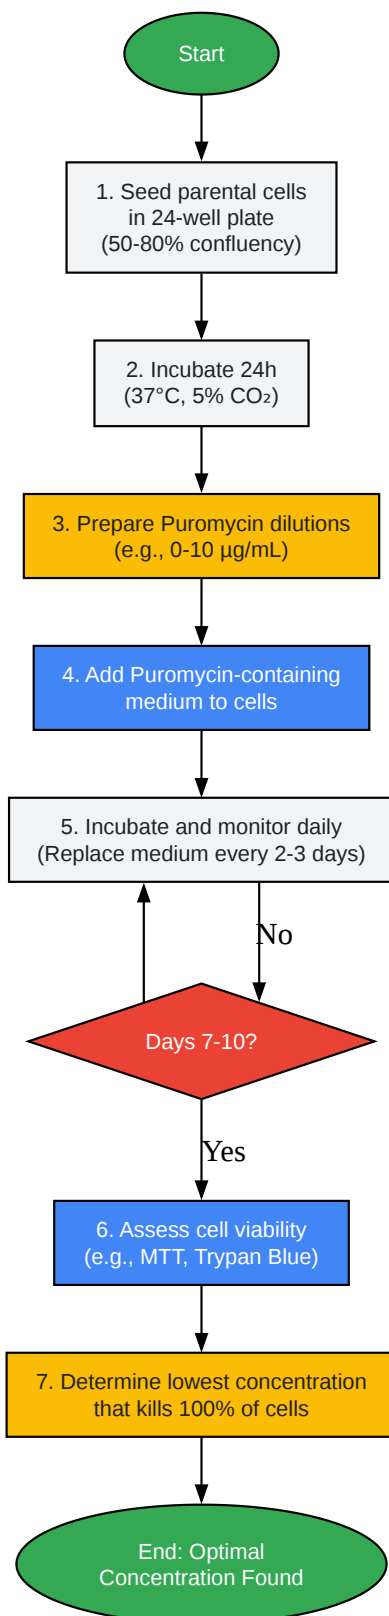 Start
1. Seed parental cells
in 24-well plate
(50-80% confluency)
2. Incubate 24h
(37°C, 5% CO₂)
3. Prepare Puromycin dilutions
(e.g., 0-10 µg/mL)
4. Add Puromycin-containing
medium to cells
5. Incubate and monitor daily
(Replace medium every 2-3 days)
No
Days 7-10?
Yes
6. Assess cell viability
(e.g., MTT, Trypan Blue)
7. Determine lowest concentration
that kills 100% of cells
End: Optimal
Concentration Found